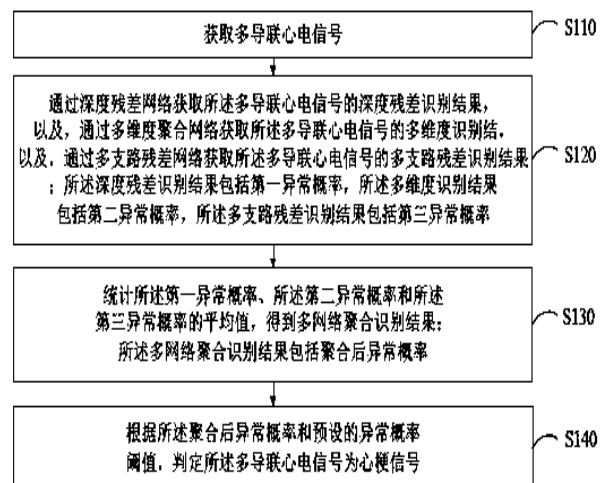 获取多导联心电信号
S110
通过深度残差网络获取所述多导联心电信号的深度残差识别结果,
以及, 通过多维度聚合网络获取所述多导联心电信号的多维度识别结,
以及, 通过多支路残差网络获取所述多导联心电信号的多支路残差识别结果
; 所述深度残差识别结果包括第一异常概率, 所述多维度识别结果
包括第二异常概率, 所述多支路残差识别结果包括第三异常概率
S120
统计所述第一异常概率、所述第二异常概率和所述
第三异常概率的平均值, 得到多网络聚合识别结果;
所述多网络聚合识别结果包括聚合后异常概率
S130
根据所述聚合后异常概率和预设的异常概率
阈值, 判定所述多导联心电信号为心梗信号
S140